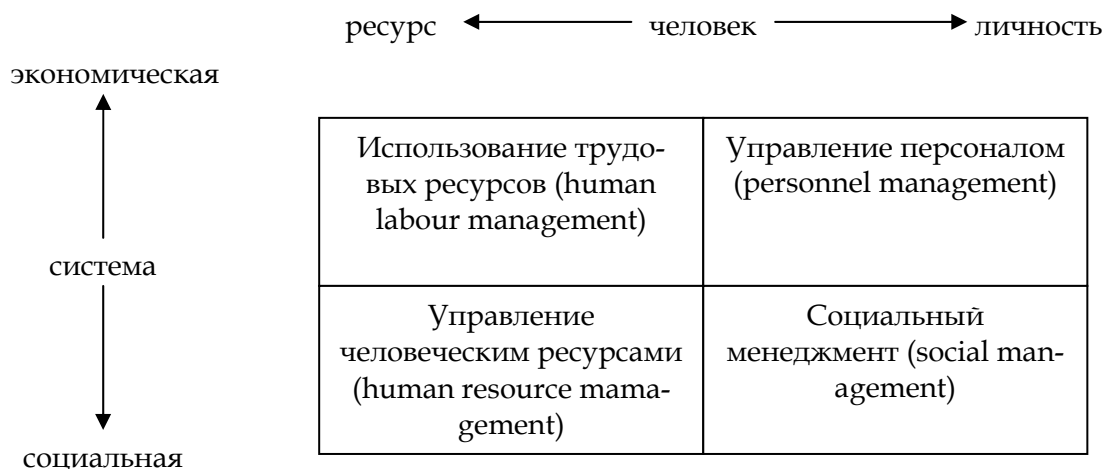 ресурс человек личность
экономическая
Использование трудо-
вых ресурсов (human
labour management)
Управление персоналом
(personnel management)
система
Управление
человеческим ресурсами
(human resource mama-
gement)
Социальный
менеджмент (social man-
agement)
социальная